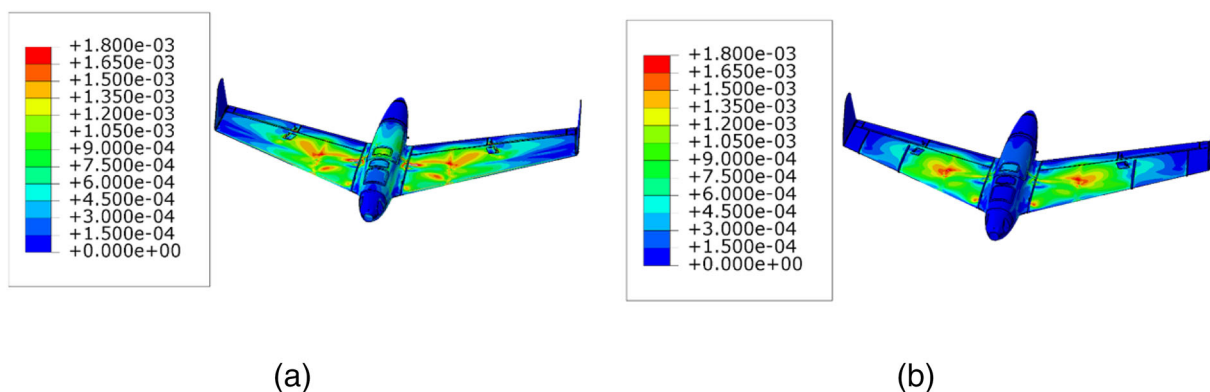 +1.800e-03
+1.650e-03
+1.500e-03
+1.350e-03
+1.200e-03
+1.050e-03
+9.000e-04
+7.500e-04
+6.000e-04
+4.500e-04
+3.000e-04
+1.500e-04
+0.000e+00
(a)
+1.800e-03
+1.650e-03
+1.500e-03
+1.350e-03
+1.200e-03
+1.050e-03
+9.000e-04
+7.500e-04
+6.000e-04
+4.500e-04
+3.000e-04
+1.500e-04
+0.000e+00
(b)